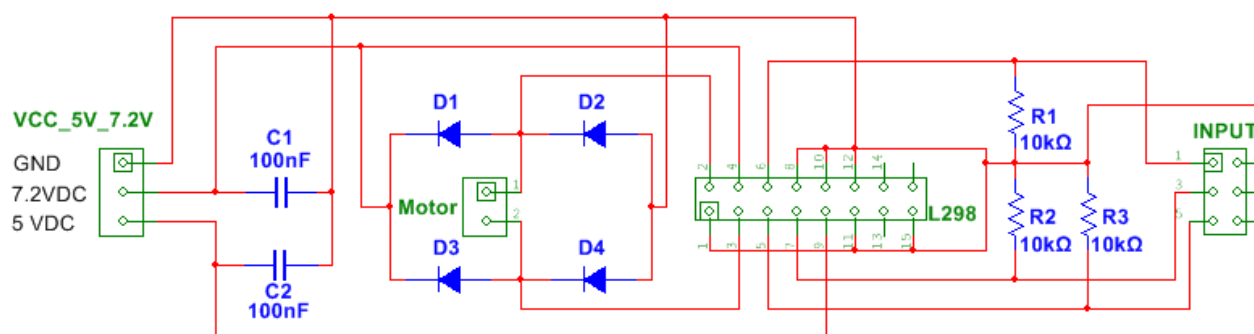 VCC_5V_7.2V
GND
7.2VDC
5 VDC
C1
100nF
C2
100nF
D1
D2
Motor
1
2
D3
D4
2
4
6
8
10
12
14
L298
1
3
5
7
9
11
13
15
R1
10kΩ
R2
10kΩ
R3
10kΩ
INPUT
1
3
5